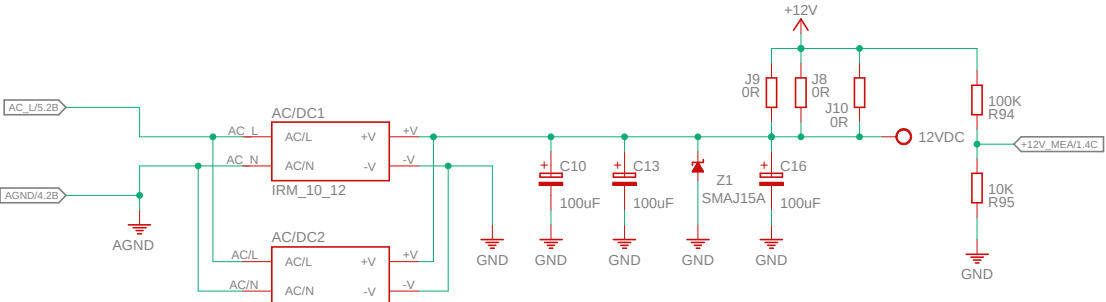 +12V
J9
0R
J8
0R
J10
0R
AC_L/5.2B
AC/DC1
AC_L
AC/L
+V
+V
AC_N
AC/N
-V
-V
IRM_10_12
AGND/4.2B
AGND
AC/DC2
AC/L
AC/L
+V
+V
AC/N
AC/N
-V
-V
GND
+
C10
100uF
GND
+
C13
100uF
GND
Z1
SMAJ15A
GND
+
C16
100uF
GND
12VDC
100K
R94
+12V_MEA/1.4C
10K
R95
GND